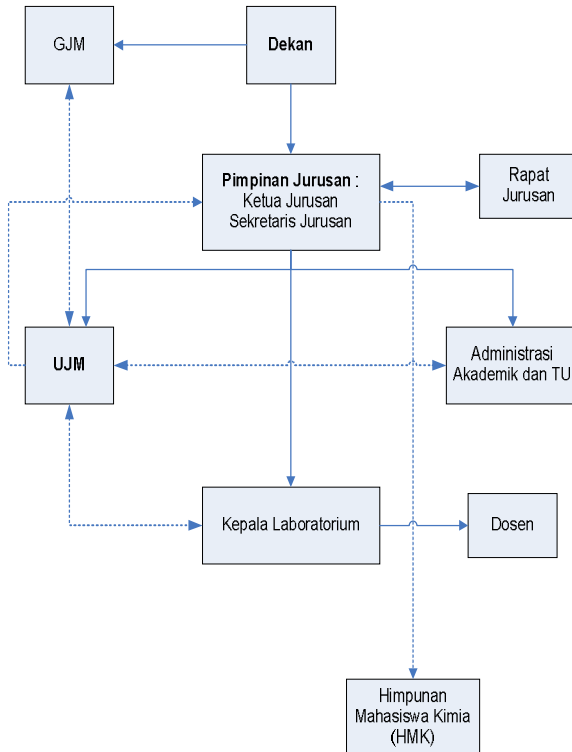 GJM
Dekan
Pimpinan Jurusan :
Ketua Jurusan
Sekretaris Jurusan
Rapat
Jurusan
UJM
Administrasi
Akademik dan TU
Kepala Laboratorium
Dosen
Himpunan
Mahasiswa Kimia
(HMK)